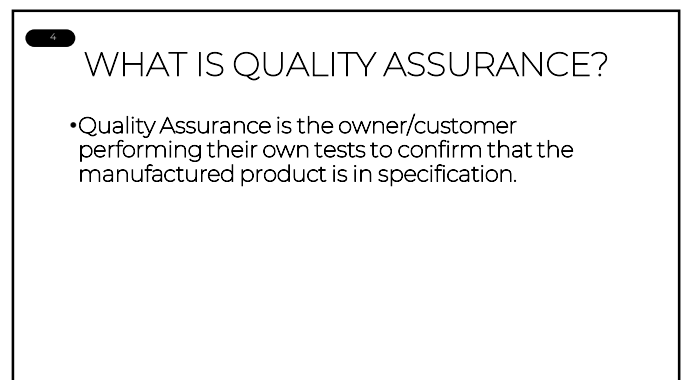 4
WHAT IS QUALITY ASSURANCE?
•Quality Assurance is the owner/customer
performing their own tests to confirm that the
manufactured product is in specification.